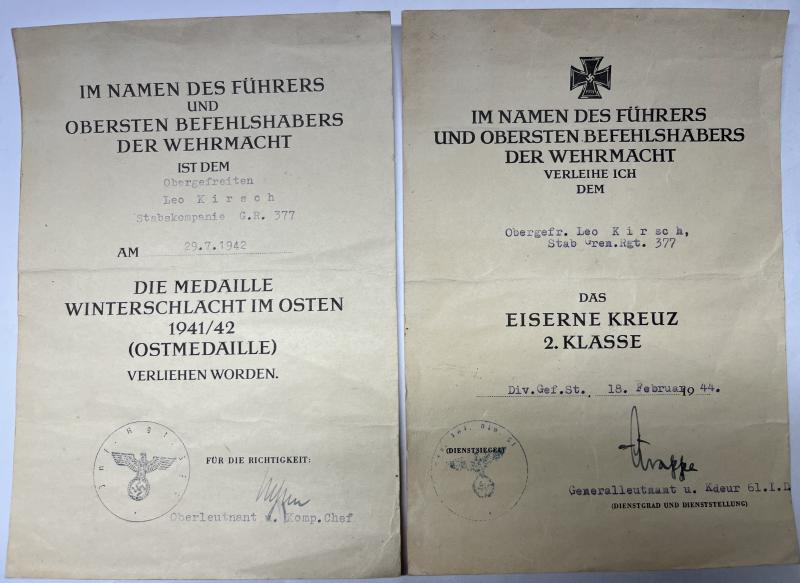 IM NAMEN DES FÜHRERS
UND
OBERSTEN BEFEHLSHABERS
DER WEHRMACHT
IST DEM
Obergefreiten
Leo K i r s c h
Stabskompanie G.R. 377
AM 29.7.1942
DIE MEDAILLE
WINTERSCHLACHT IM OSTEN
1941/42
(OSTMEDAILLE)
VERLIEHEN WORDEN.
FÜR DIE RICHTIGKEIT:
Oberleutnant u. Komp.Chef
IM NAMEN DES FÜHRERS
UND OBERSTEN BEFEHLSHABERS
DER WEHRMACHT
VERLEIHE ICH
DEM
Obergefr. Leo K i r s c h,
Stab Gren.Rgt. 377
DAS
EISERNE KREUZ
2. KLASSE
Div.Gef.St. 18. Februar 19 44.
(DIENSTSIEGEL)
Generalleutnant u. Kdeur 61.I.D
(DIENSTGRAD UND DIENSTSTELLUNG)